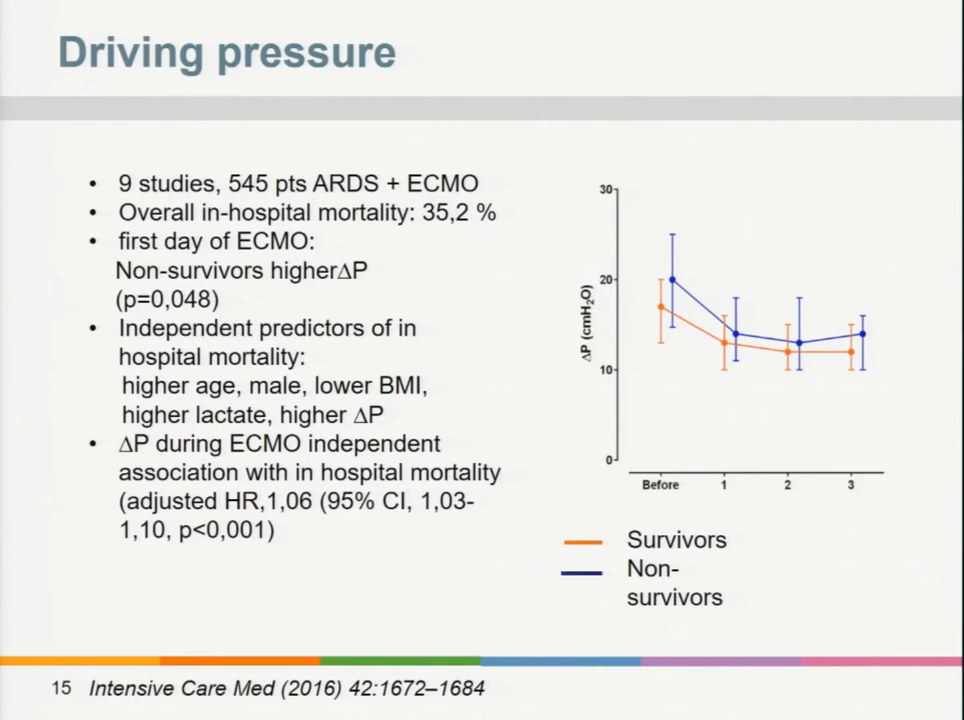 Driving pressure
• 9 studies, 545 pts ARDS + ECMO
• Overall in-hospital mortality: 35,2 %
• first day of ECMO:
Non-survivors higher∆P
(p=0,048)
• Independent predictors of in
hospital mortality:
higher age, male, lower BMI,
higher lactate, higher ∆P
• ∆P during ECMO independent
association with in hospital mortality
(adjusted HR,1,06 (95% CI, 1,03-
1,10, p<0,001)
30
20
10
0
∆P (cmH₂O)
Before 1 2 3
Survivors
Non-
survivors
15 Intensive Care Med (2016) 42:1672–1684